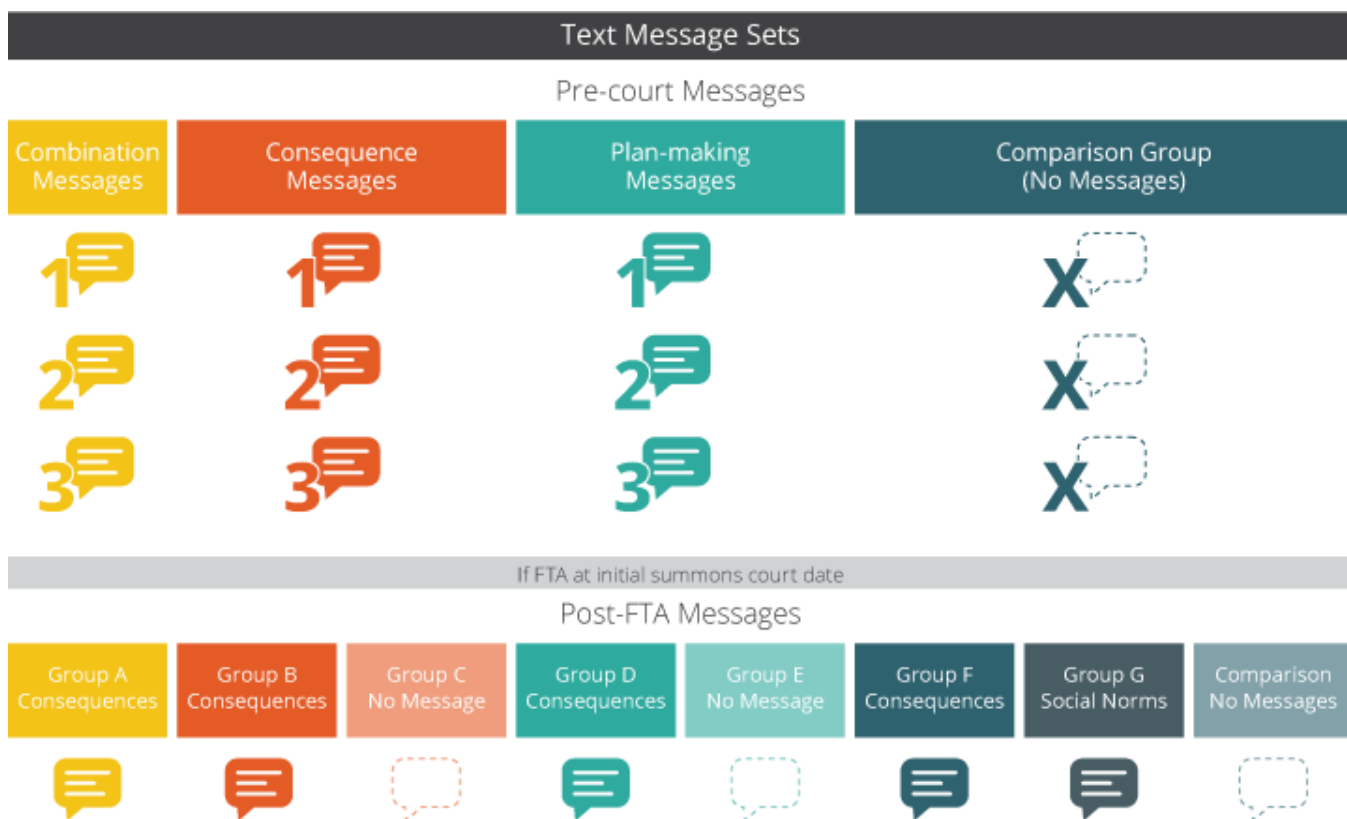 Text Message Sets
Pre-court Messages
Combination
Messages
Consequence
Messages
Plan-making
Messages
Comparison Group
(No Messages)
1
1
1
X
2
2
2
X
3
3
3
X
If FTA at initial summons court date
Post-FTA Messages
Group A
Consequences
Group B
Consequences
Group C
No Message
Group D
Consequences
Group E
No Message
Group F
Consequences
Group G
Social Norms
Comparison
No Messages